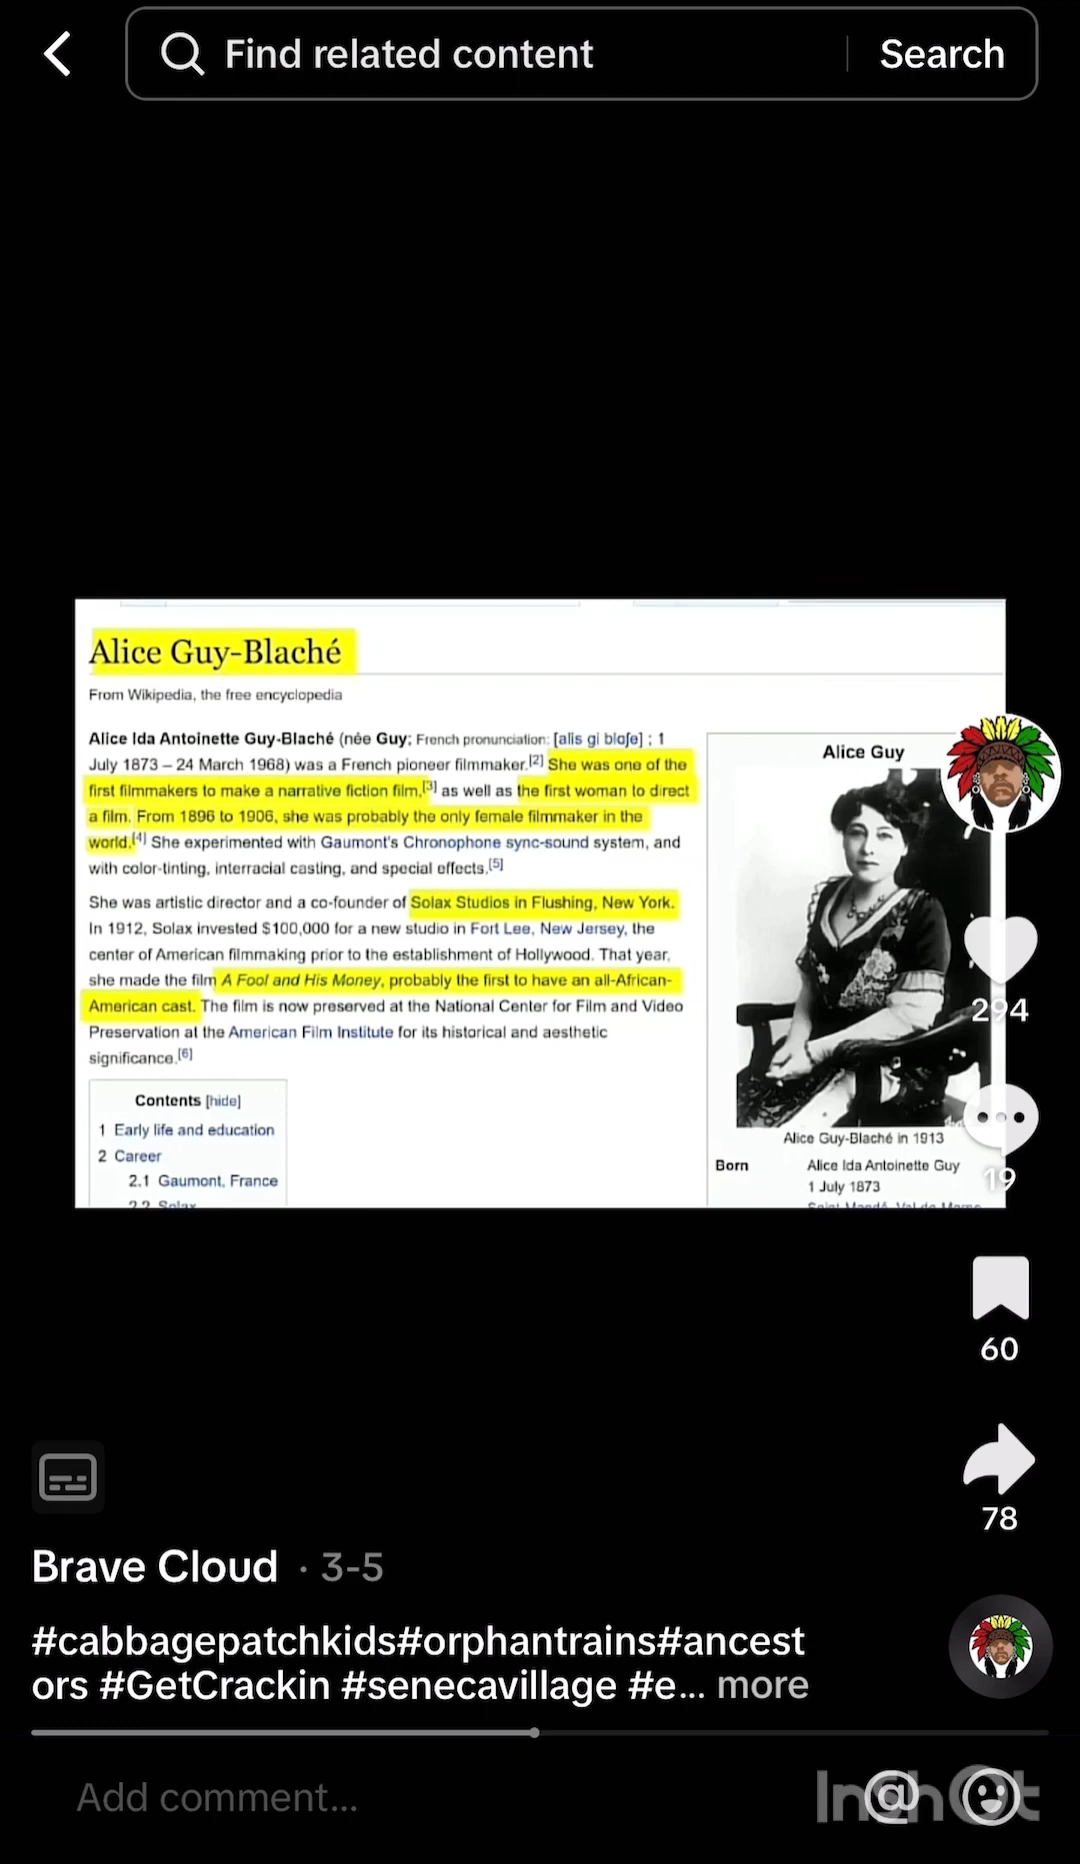 Find related content
Search
Alice Guy-Blaché
From Wikipedia, the free encyclopedia
Alice Ida Antoinette Guy-Blaché (née Guy; French pronunciation: [alis gi blaʃe] ; 1
July 1873 – 24 March 1968) was a French pioneer filmmaker.[2] She was one of the
first filmmakers to make a narrative fiction film,[3] as well as the first woman to direct
a film. From 1896 to 1906, she was probably the only female filmmaker in the
world.[4] She experimented with Gaumont's Chronophone sync-sound system, and
with color-tinting, interracial casting, and special effects.[5]
She was artistic director and a co-founder of Solax Studios in Flushing, New York.
In 1912, Solax invested $100,000 for a new studio in Fort Lee, New Jersey, the
center of American filmmaking prior to the establishment of Hollywood. That year,
she made the film A Fool and His Money, probably the first to have an all-African-
American cast. The film is now preserved at the National Center for Film and Video
Preservation at the American Film Institute for its historical and aesthetic
significance.[6]
Contents [hide]
1 Early life and education
2 Career
2.1 Gaumont, France
2.2 Solax
Alice Guy
Alice Guy-Blaché in 1913
Born
Alice Ida Antoinette Guy
1 July 1873
294
19
60
78
Brave Cloud · 3-5
#cabbagepatchkids#orphantrains#ancest
ors #GetCrackin #senecavillage #e... more
Add comment...
@
InShot